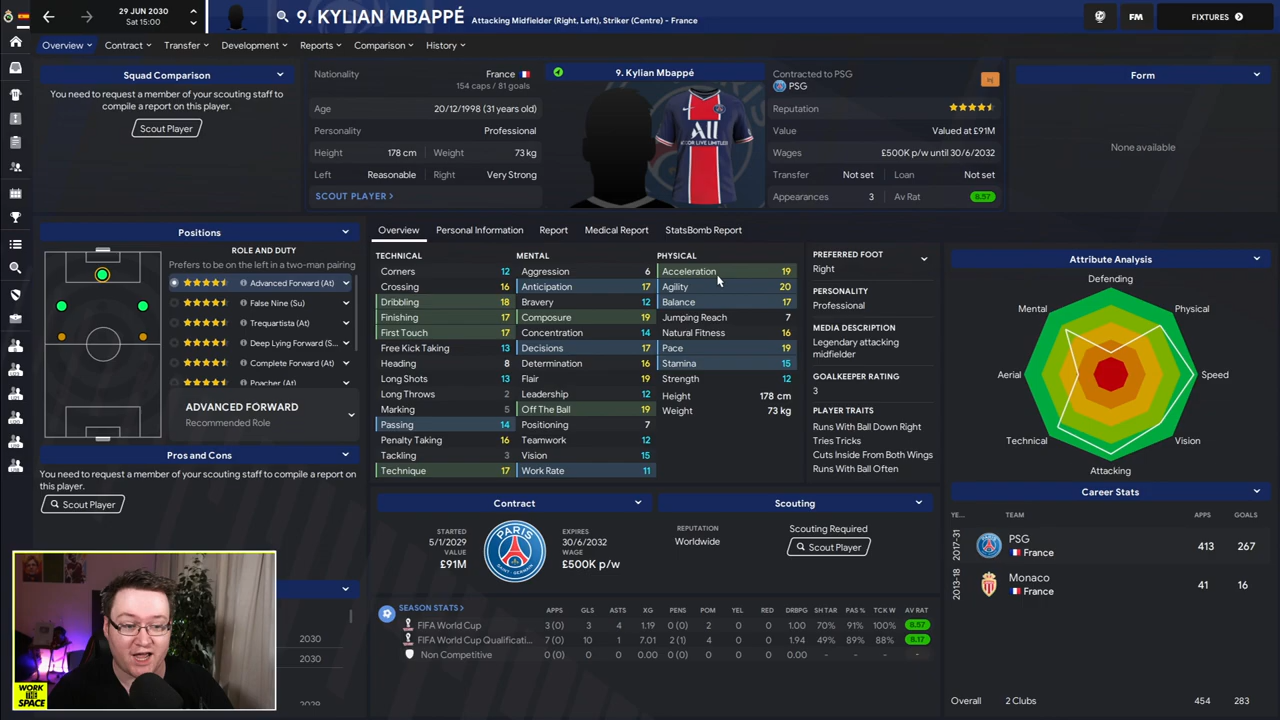 29 JUN 2030
Sat 15:00
9. KYLIAN MBAPPÉ
Attacking Midfielder (Right, Left), Striker (Centre) - France
FM
FIXTURES
Overview
Contract
Transfer
Development
Reports
Comparison
History
Squad Comparison
You need to request a member of your scouting staff to
compile a report on this player.
Scout Player
Nationality France
154 caps / 81 goals
Age 20/12/1998 (31 years old)
Personality Professional
Height 178 cm Weight 73 kg
Left Reasonable Right Very Strong
SCOUT PLAYER >
9. Kylian Mbappé
Contracted to PSG
PSG
Inj
Reputation
Value Valued at £91M
Wages £500K p/w until 30/6/2032
Transfer Not set Loan Not set
Appearances 3 Av Rat 8.57
Form
None available
Positions
ROLE AND DUTY
Prefers to be on the left in a two-man pairing
Advanced Forward (At)
False Nine (Su)
Trequartista (At)
Deep Lying Forward (S...
Complete Forward (At)
Poacher (At)
ADVANCED FORWARD
Recommended Role
Pros and Cons
You need to request a member of your scouting staff to compile a report on
this player.
Scout Player
2030
2030
2029
WORK
THE
SPACE
Overview
Personal Information
Report
Medical Report
StatsBomb Report
TECHNICAL
Corners 12
Crossing 16
Dribbling 18
Finishing 17
First Touch 17
Free Kick Taking 13
Heading 8
Long Shots 13
Long Throws 2
Marking 5
Passing 14
Penalty Taking 16
Tackling 3
Technique 17
MENTAL
Aggression 6
Anticipation 17
Bravery 12
Composure 19
Concentration 14
Decisions 17
Determination 16
Flair 19
Leadership 12
Off The Ball 19
Positioning 7
Teamwork 12
Vision 15
Work Rate 11
PHYSICAL
Acceleration 19
Agility 20
Balance 17
Jumping Reach 7
Natural Fitness 16
Pace 19
Stamina 15
Strength 12
Height 178 cm
Weight 73 kg
PREFERRED FOOT
Right
PERSONALITY
Professional
MEDIA DESCRIPTION
Legendary attacking
midfielder
GOALKEEPER RATING
3
PLAYER TRAITS
Runs With Ball Down Right
Tries Tricks
Cuts Inside From Both Wings
Runs With Ball Often
Attribute Analysis
Defending
Mental
Physical
Aerial
Speed
Technical
Vision
Attacking
Contract
STARTED
5/1/2029
VALUE
£91M
PARIS
SAINT-GERMAIN
EXPIRES
30/6/2032
WAGE
£500K p/w
Scouting
REPUTATION
Worldwide
Scouting Required
Scout Player
SEASON STATS > APPS GLS ASTS XG PENS POM YEL RED DRBPG SH TAR PAS % TCK W AV RAT
FIFA World Cup 3 (0) 3 4 1.19 0 (0) 2 0 0 1.00 70% 91% 100% 8.57
FIFA World Cup Qualificati... 7 (0) 10 1 7.01 2 (1) 4 0 0 1.94 49% 89% 88% 8.17
Non Competitive 0 (0) 0 0 0.00 0 (0) 0 0 0 0.00 - - - -
Career Stats
YE... TEAM APPS GOALS
2017-31 PSG France 413 267
2013-18 Monaco France 41 16
Overall 2 Clubs 454 283